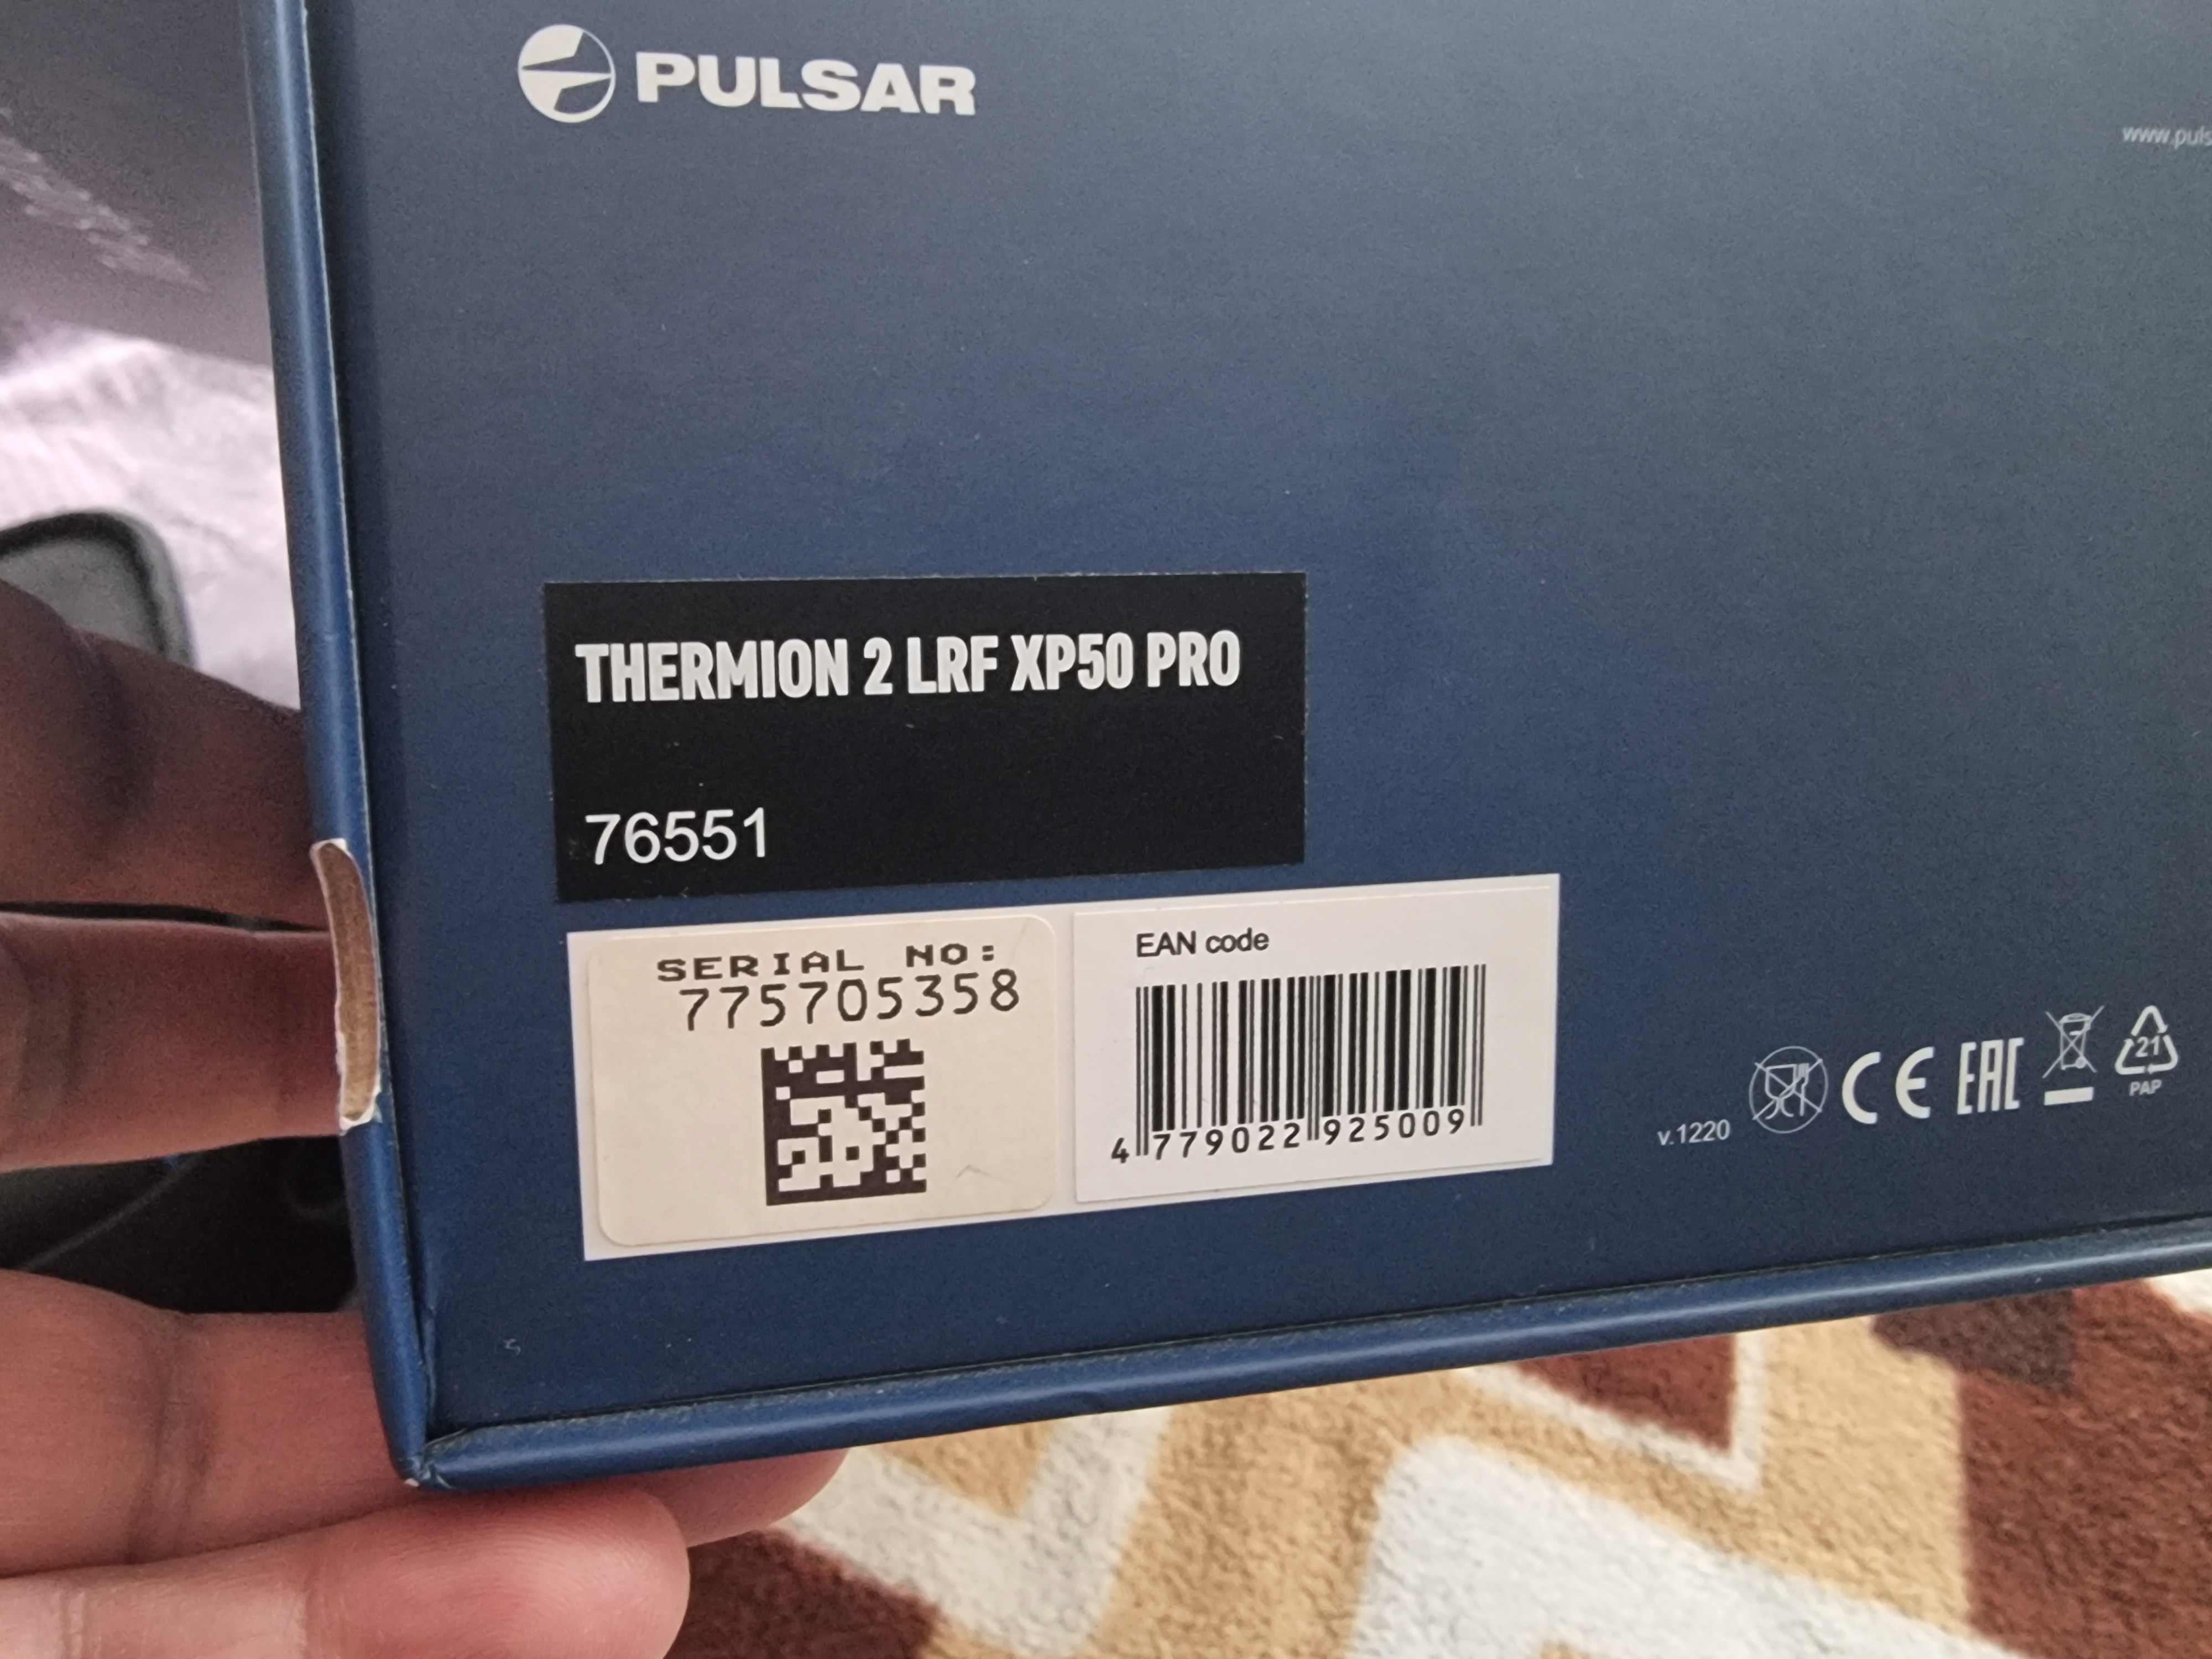 PULSAR
www.puls
THERMION 2 LRF XP50 PRO
76551
SERIAL NO:
775705358
EAN code
4 779022 925009
v.1220
CE EAC
21
PAP